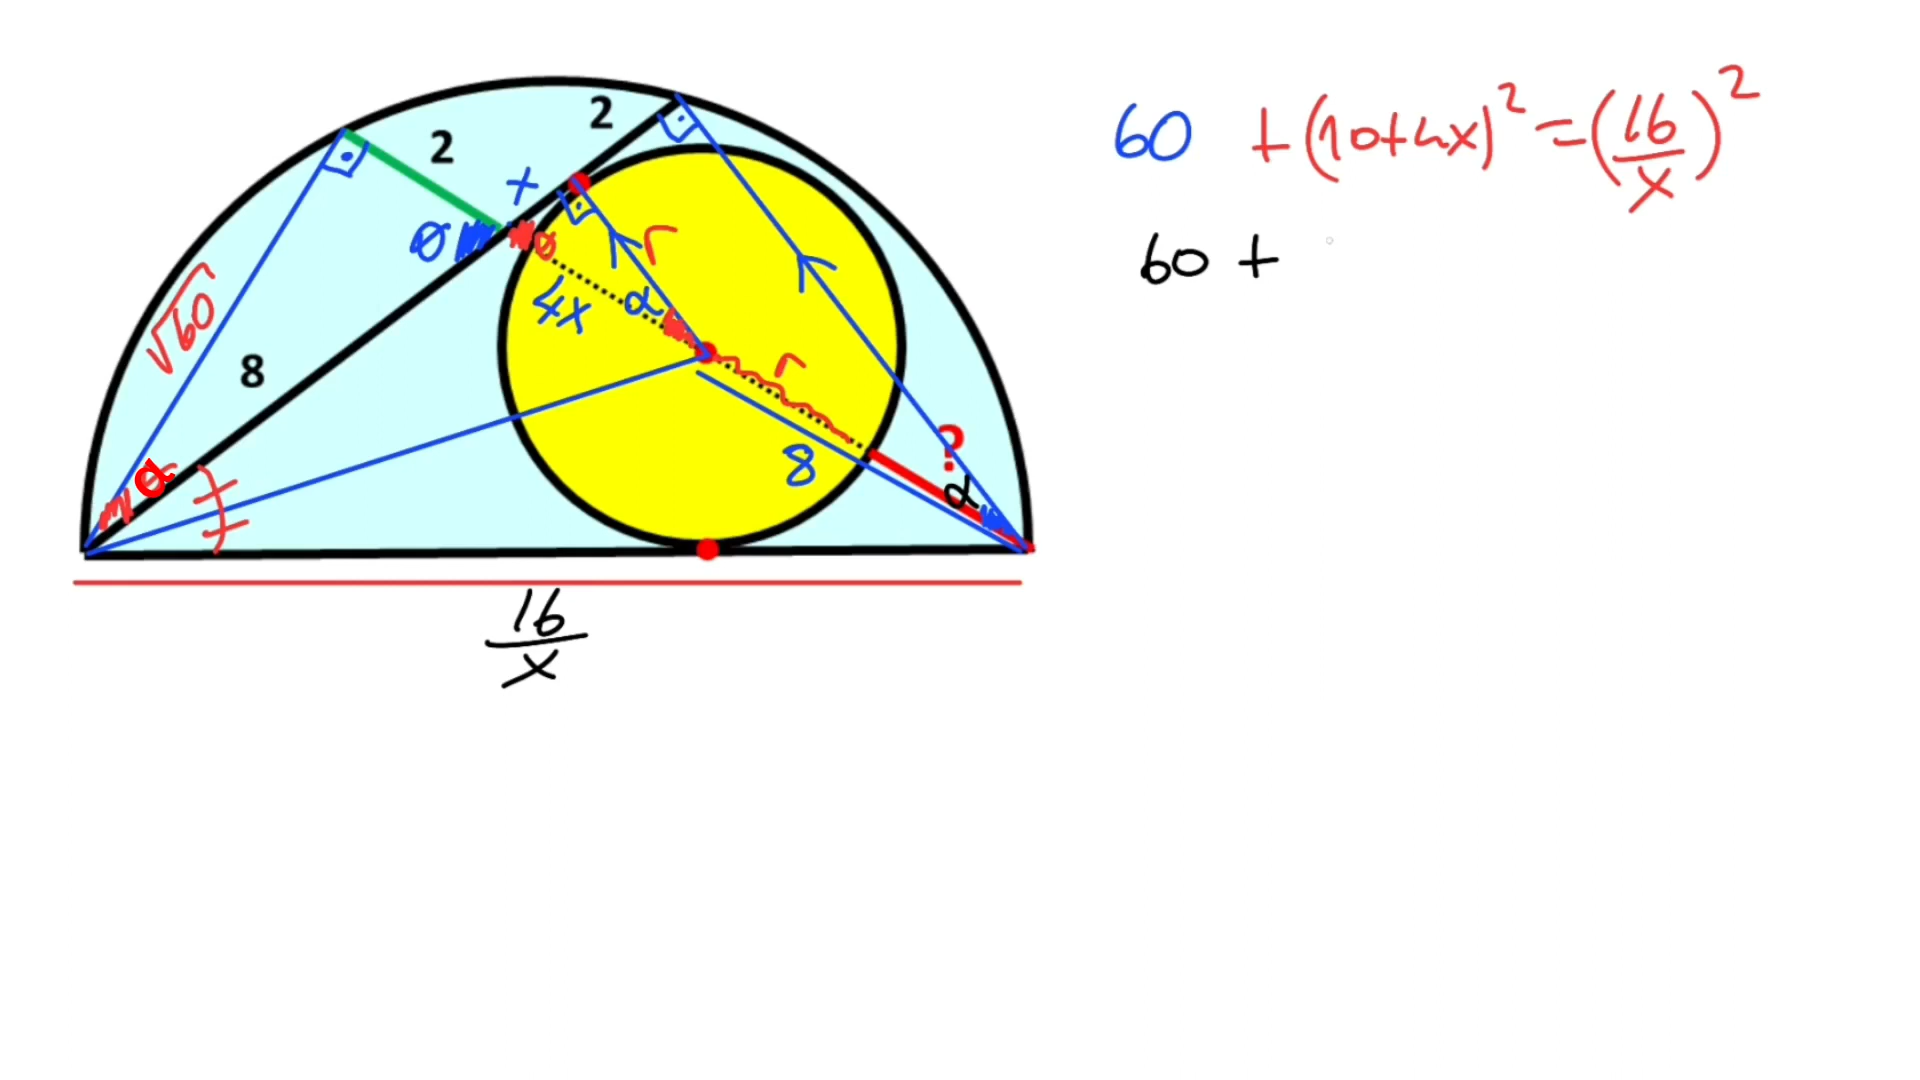 2
2
x
θ
θ
r
√60
4x
α
8
r
8
?
α
α
16/x
60 + (10+4x)² = (16/x)²
60 +